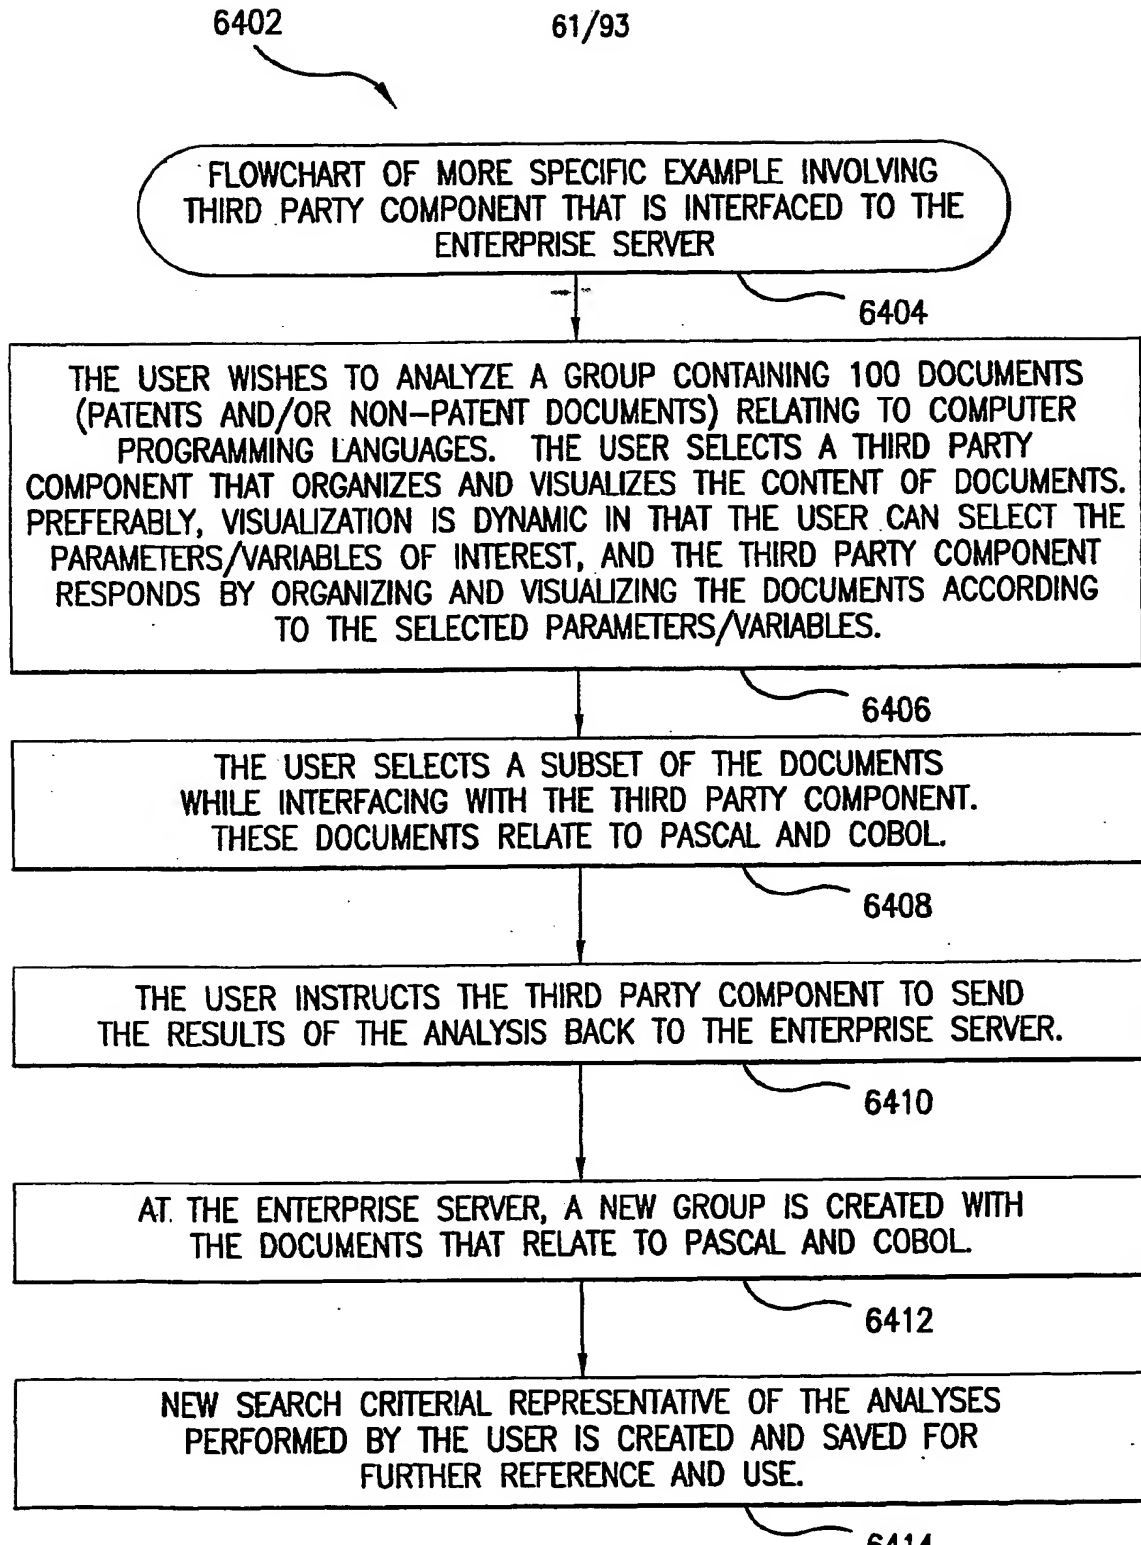 6402
61/93
FLOWCHART OF MORE SPECIFIC EXAMPLE INVOLVING
THIRD PARTY COMPONENT THAT IS INTERFACED TO THE
ENTERPRISE SERVER
6404
THE USER WISHES TO ANALYZE A GROUP CONTAINING 100 DOCUMENTS
(PATENTS AND/OR NON-PATENT DOCUMENTS) RELATING TO COMPUTER
PROGRAMMING LANGUAGES. THE USER SELECTS A THIRD PARTY
COMPONENT THAT ORGANIZES AND VISUALIZES THE CONTENT OF DOCUMENTS.
PREFERABLY, VISUALIZATION IS DYNAMIC IN THAT THE USER CAN SELECT THE
PARAMETERS/VARIABLES OF INTEREST, AND THE THIRD PARTY COMPONENT
RESPONDS BY ORGANIZING AND VISUALIZING THE DOCUMENTS ACCORDING
TO THE SELECTED PARAMETERS/VARIABLES.
6406
THE USER SELECTS A SUBSET OF THE DOCUMENTS
WHILE INTERFACING WITH THE THIRD PARTY COMPONENT.
THESE DOCUMENTS RELATE TO PASCAL AND COBOL.
6408
THE USER INSTRUCTS THE THIRD PARTY COMPONENT TO SEND
THE RESULTS OF THE ANALYSIS BACK TO THE ENTERPRISE SERVER.
6410
AT THE ENTERPRISE SERVER, A NEW GROUP IS CREATED WITH
THE DOCUMENTS THAT RELATE TO PASCAL AND COBOL.
6412
NEW SEARCH CRITERIAL REPRESENTATIVE OF THE ANALYSES
PERFORMED BY THE USER IS CREATED AND SAVED FOR
FURTHER REFERENCE AND USE.
6414